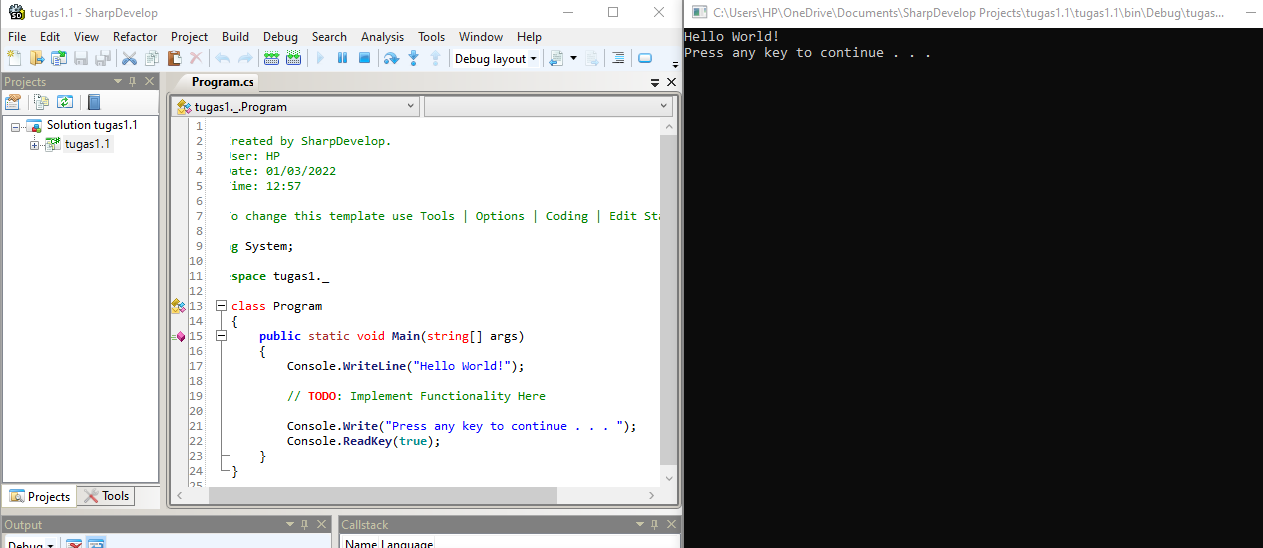 tugas1.1 - SharpDevelop
File Edit View Refactor Project Build Debug Search Analysis Tools Window Help
Debug layout
Projects
Solution tugas1.1
tugas1.1
Projects Tools
Program.cs
tugas1._.Program
1
2 reated by SharpDevelop.
3 ser: HP
4 ate: 01/03/2022
5 ime: 12:57
6
7 o change this template use Tools | Options | Coding | Edit Sta
8
9 g System;
10
11 space tugas1._
12
13 class Program
14 {
15 public static void Main(string[] args)
16 {
17 Console.WriteLine("Hello World!");
18
19 // TODO: Implement Functionality Here
20
21 Console.Write("Press any key to continue . . . ");
22 Console.ReadKey(true);
23 }
24 }
25
Output
Debug
Callstack
Name Language
C:\Users\HP\OneDrive\Documents\SharpDevelop Projects\tugas1.1\tugas1.1\bin\Debug\tugas...
Hello World!
Press any key to continue . . .